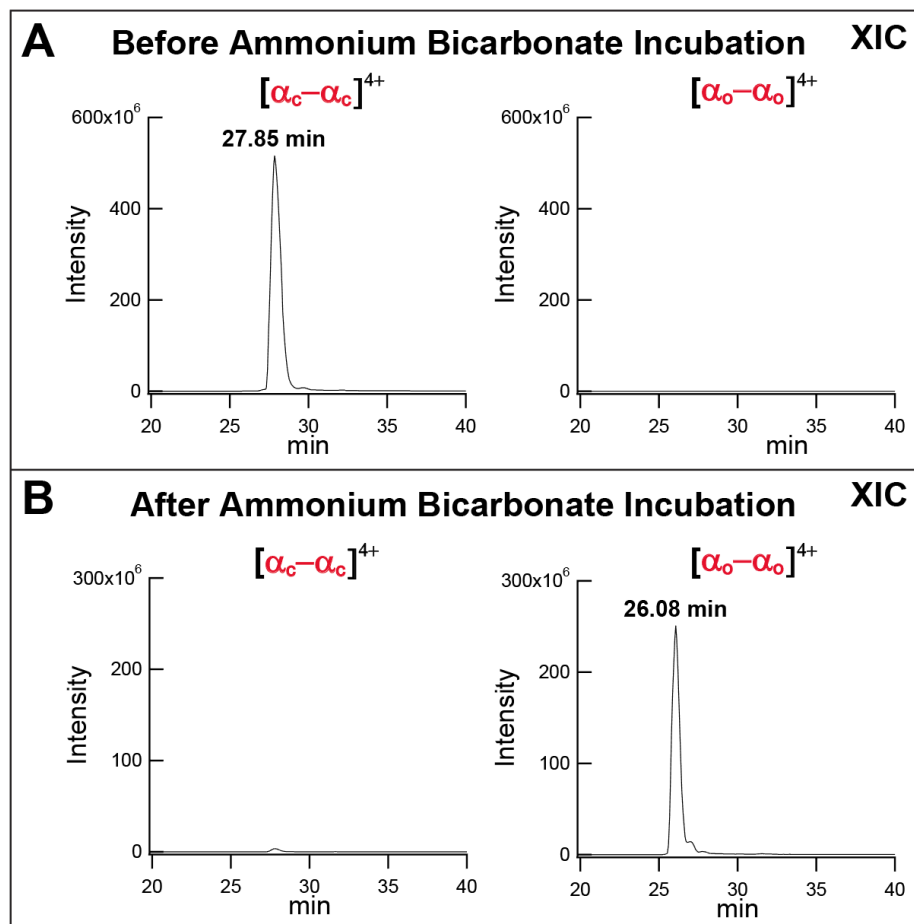 A Before Ammonium Bicarbonate Incubation XIC
[αc–αc]4+ [αo–αo]4+
600x10^6 600x10^6
27.85 min
400 400
Intensity Intensity
200 200
0 0
20 25 30 35 40 20 25 30 35 40
min min
B After Ammonium Bicarbonate Incubation XIC
[αc–αc]4+ [αo–αo]4+
300x10^6 300x10^6
26.08 min
200 200
Intensity Intensity
100 100
0 0
20 25 30 35 40 20 25 30 35 40
min min